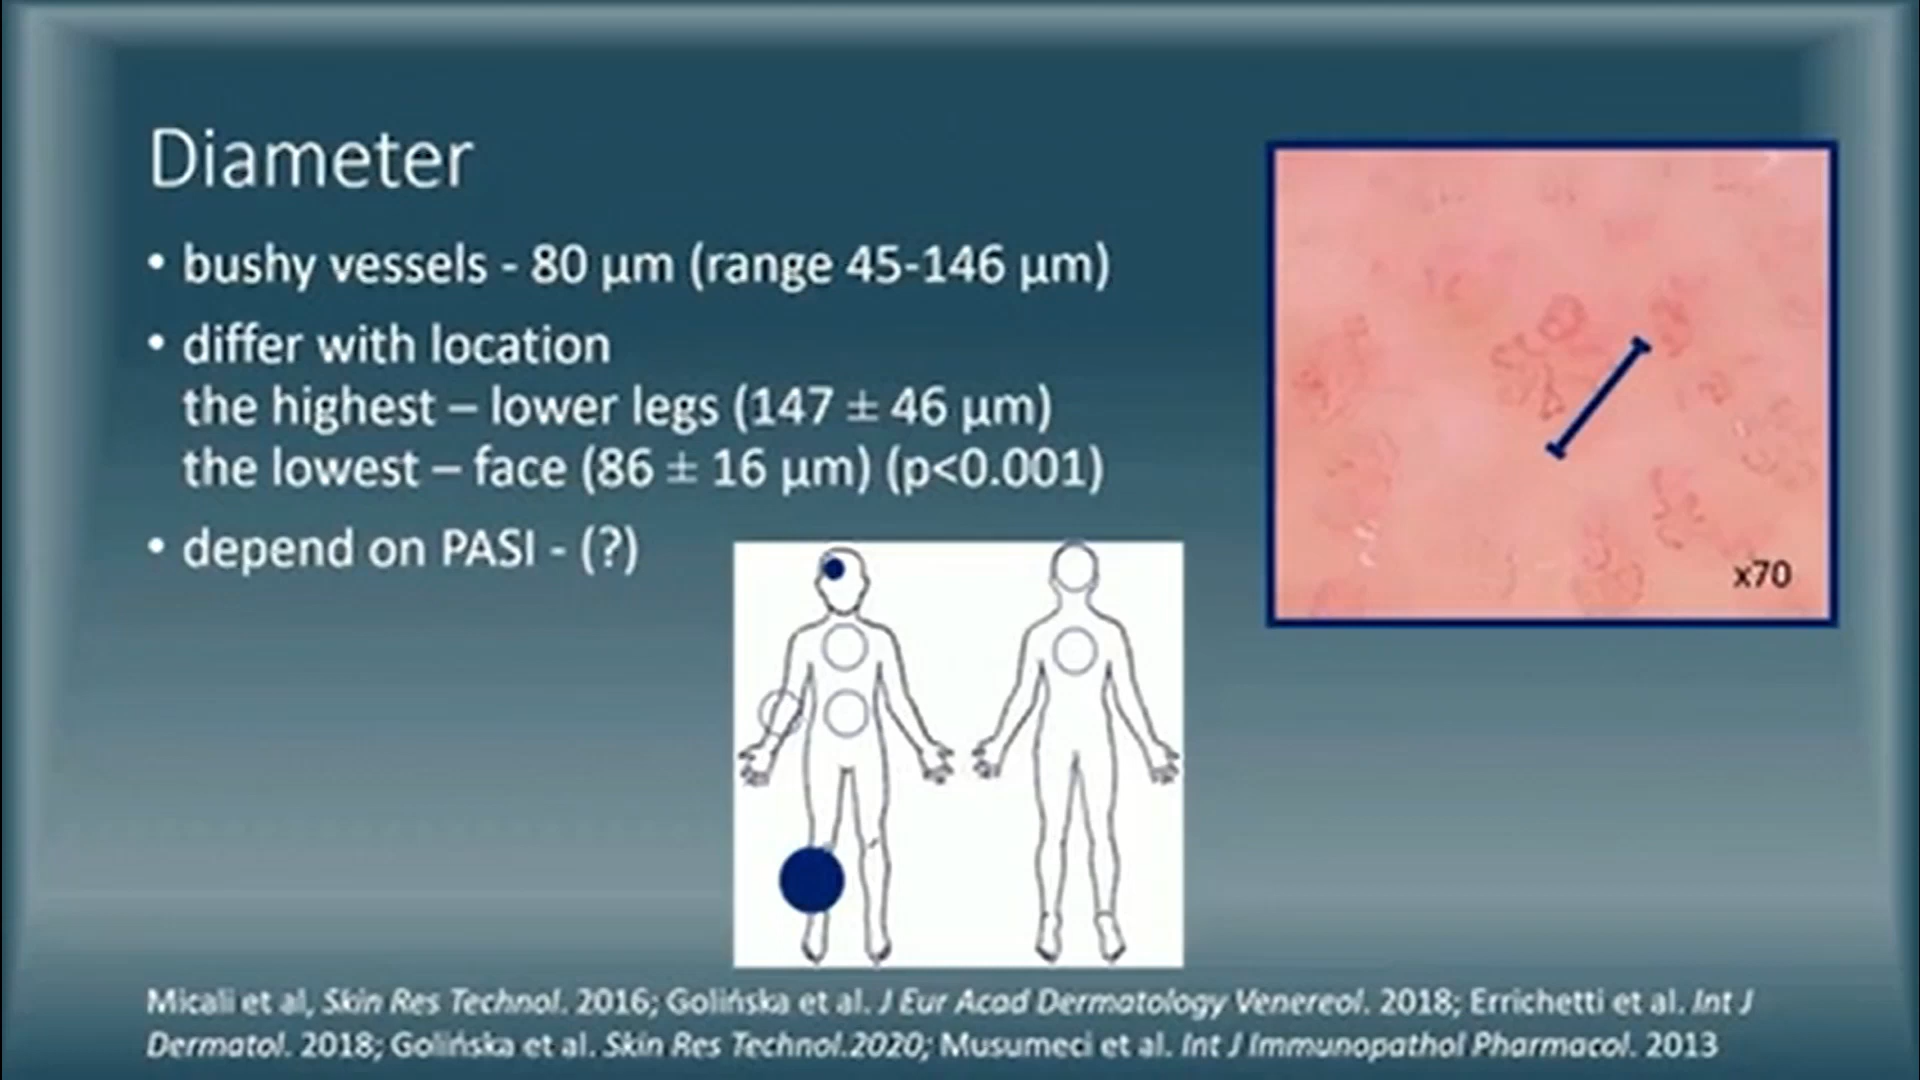 Diameter
• bushy vessels - 80 µm (range 45-146 µm)
• differ with location
the highest – lower legs (147 ± 46 µm)
the lowest – face (86 ± 16 µm) (p<0.001)
• depend on PASI - (?)
x70
Micali et al, Skin Res Technol. 2016; Golińska et al. J Eur Acad Dermatology Venereol. 2018; Errichetti et al. Int J
Dermatol. 2018; Golińska et al. Skin Res Technol.2020; Musumeci et al. Int J Immunopathol Pharmacol. 2013